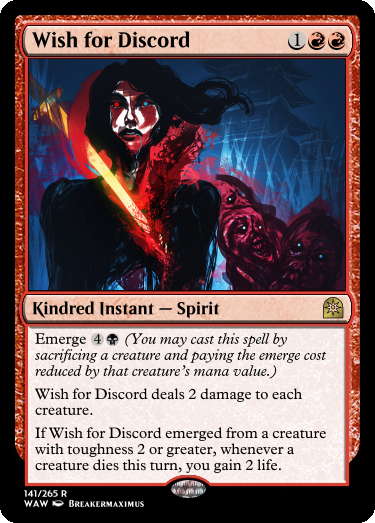 Wish for Discord 1RR
Kindred Instant — Spirit
Emerge 4B (You may cast this spell by
sacrificing a creature and paying the emerge cost
reduced by that creature's mana value.)
Wish for Discord deals 2 damage to each
creature.
If Wish for Discord emerged from a creature
with toughness 2 or greater, whenever a
creature dies this turn, you gain 2 life.
141/265 R
WAW Breakermaximus